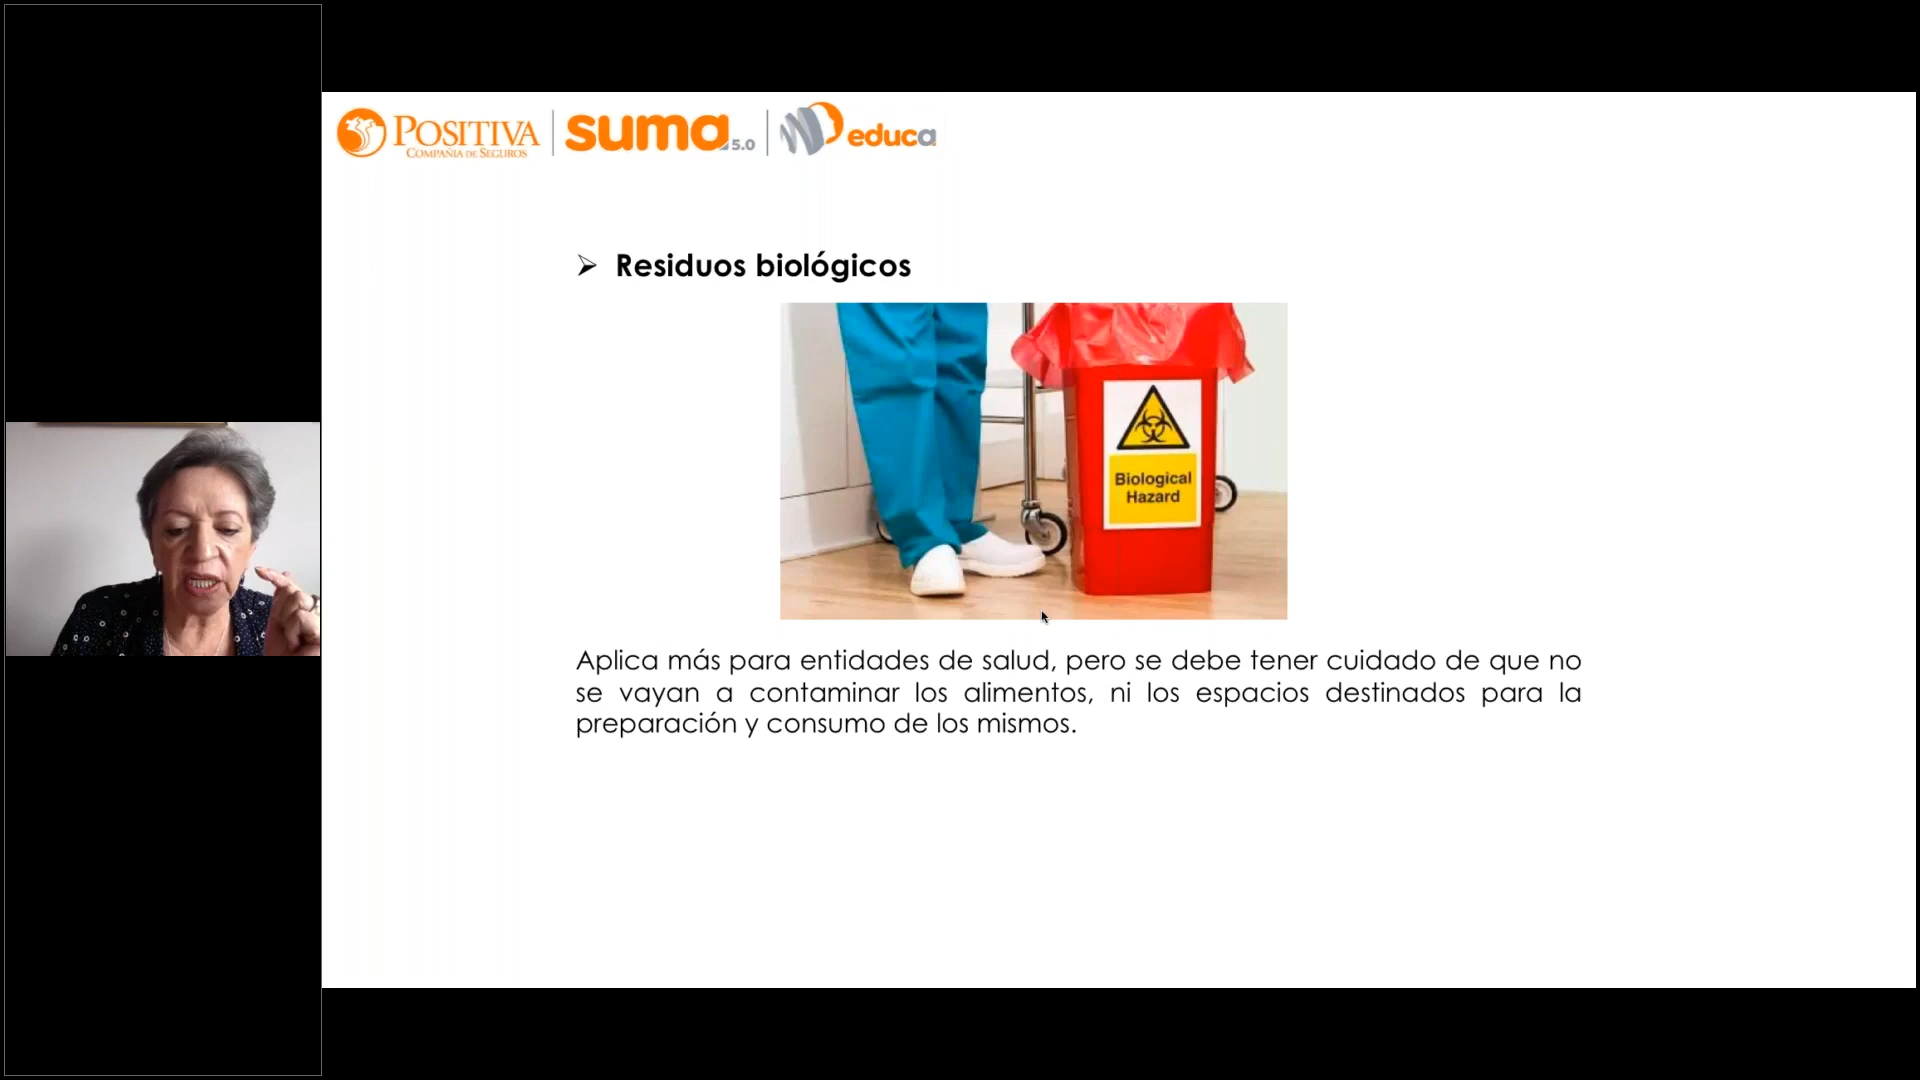 POSITIVA
COMPAÑIA DE SEGUROS
suma 5.0
educa
Residuos biológicos
Biological
Hazard
Aplica más para entidades de salud, pero se debe tener cuidado de que no
se vayan a contaminar los alimentos, ni los espacios destinados para la
preparación y consumo de los mismos.